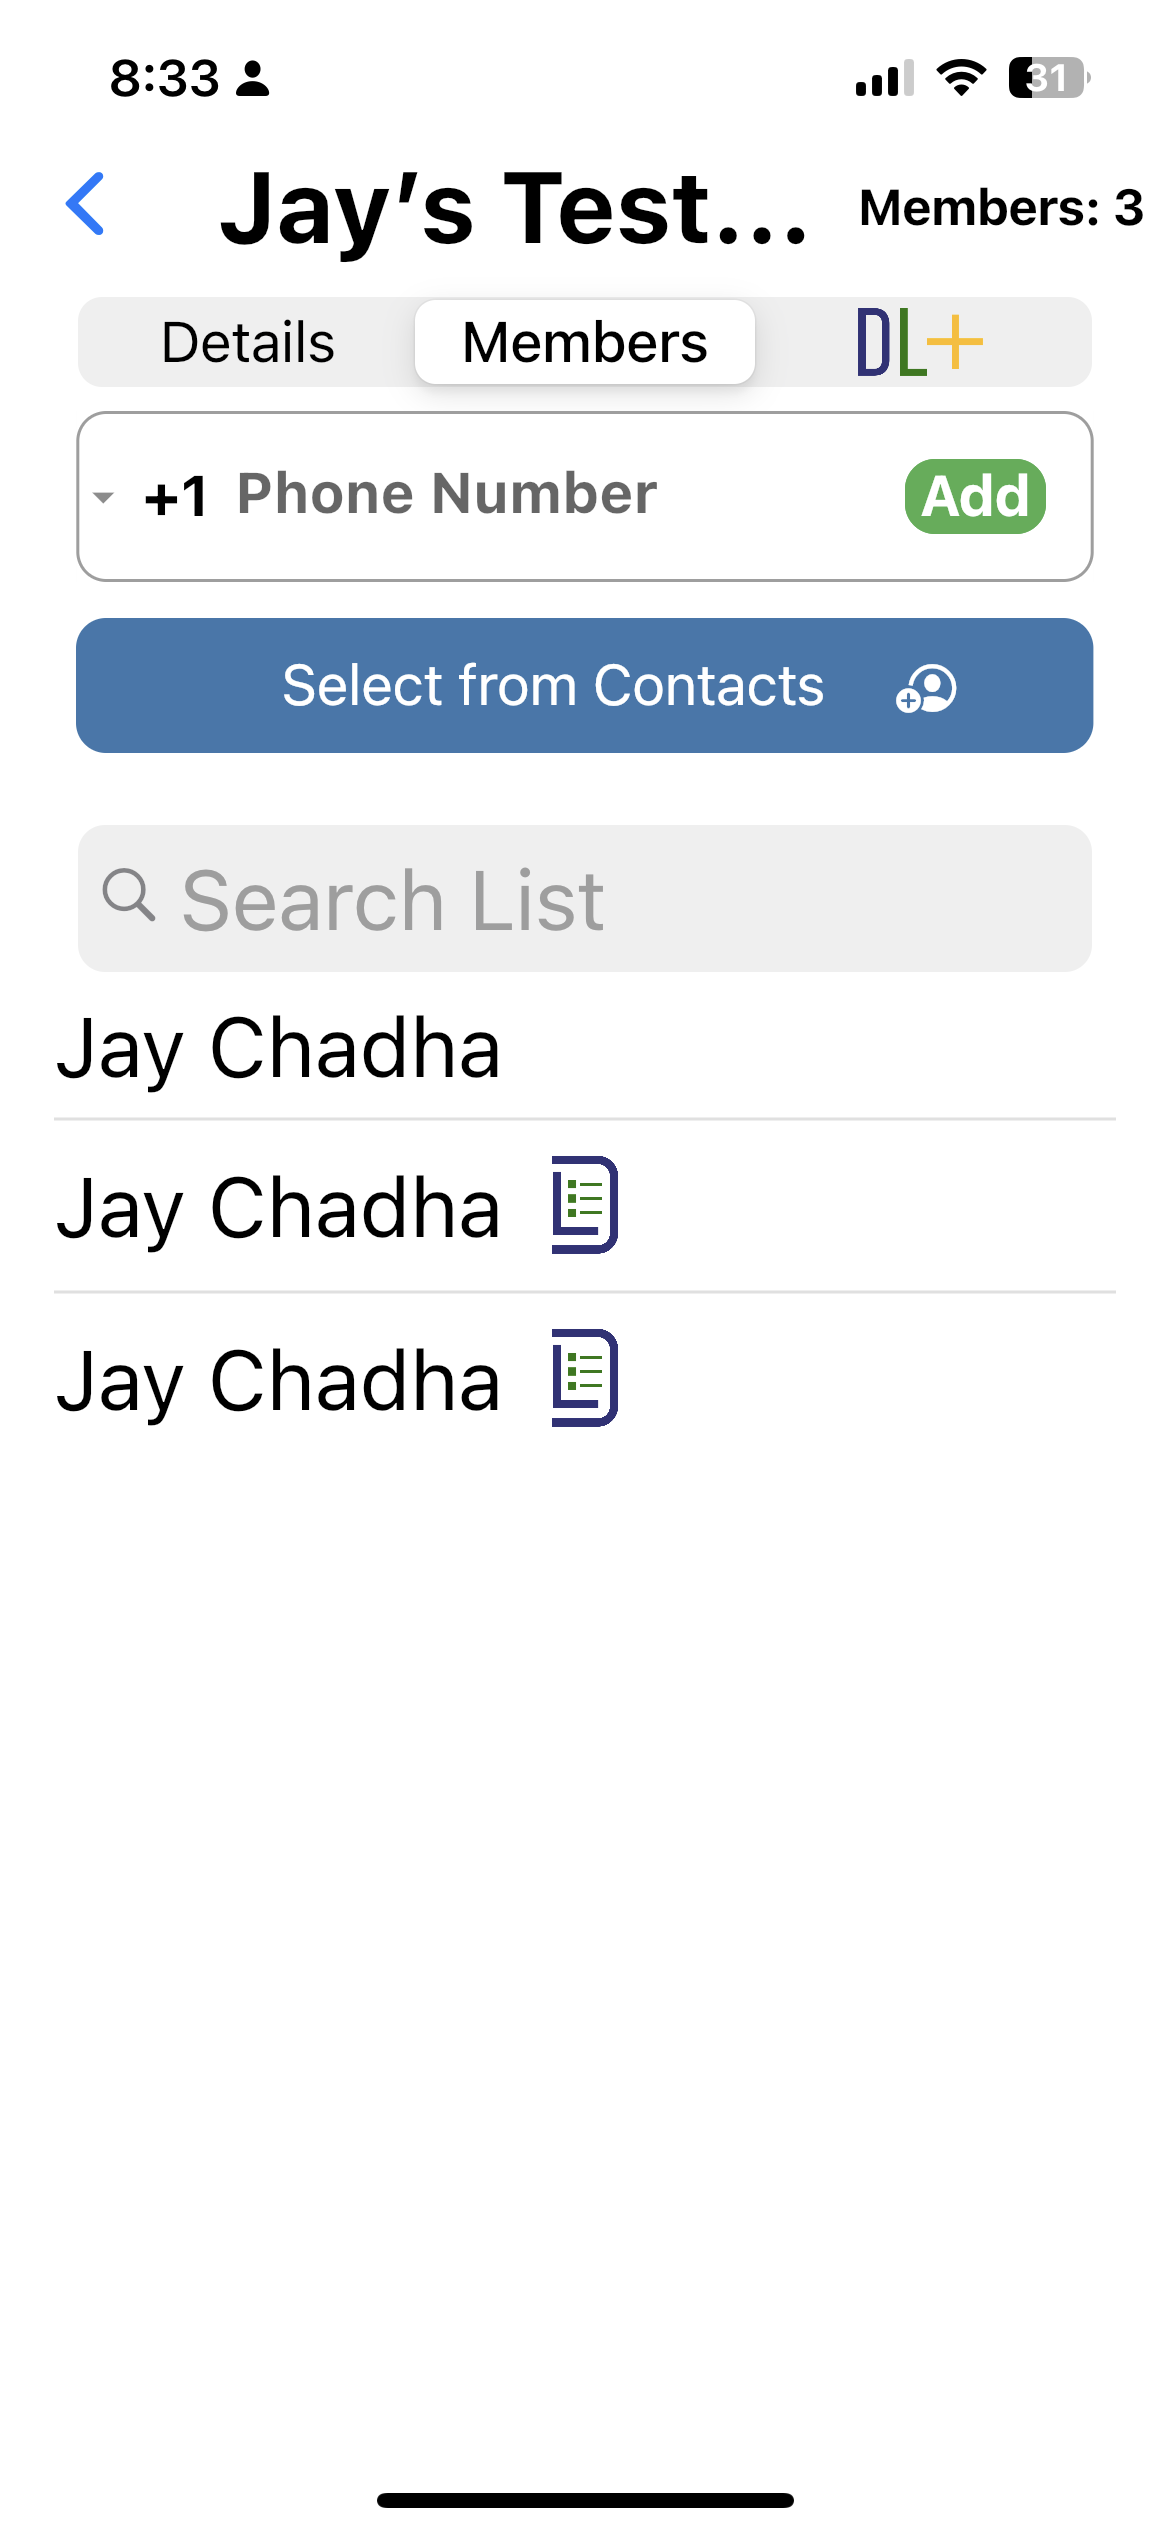 8:33
31
Jay’s Test...
Members: 3
Details
Members
DL+
+1 Phone Number
Add
Select from Contacts
Search List
Jay Chadha
Jay Chadha
Jay Chadha